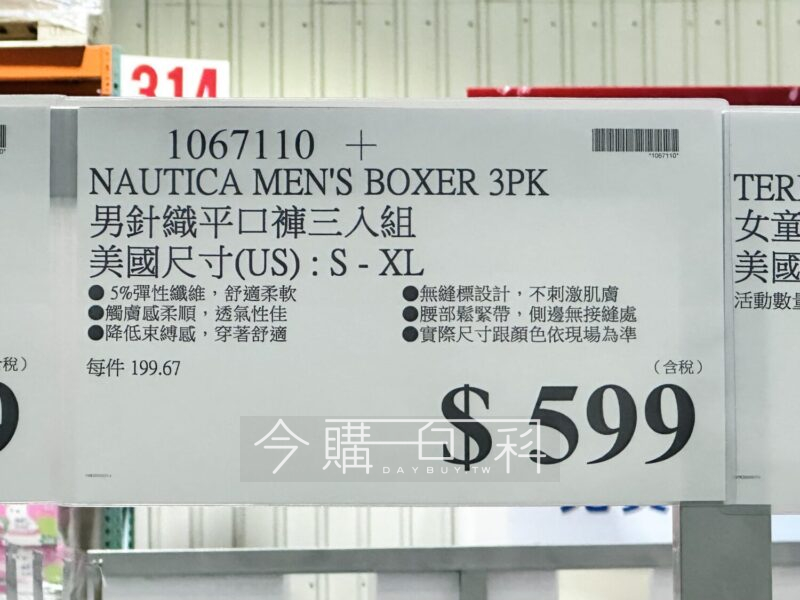 314
1067110 +
*1067110*
NAUTICA MEN'S BOXER 3PK
男針織平口褲三入組
美國尺寸(US) : S - XL
●5%彈性纖維，舒適柔軟
●觸膚感柔順，透氣性佳
●降低束縛感，穿著舒適
●無縫標設計，不刺激肌膚
●腰部鬆緊帶，側邊無接縫處
●實際尺寸跟顏色依現場為準
每件 199.67
（含稅）
$ 599
今購百科
DAYBUY.TW
稅）
9
女童
美國
活動數量